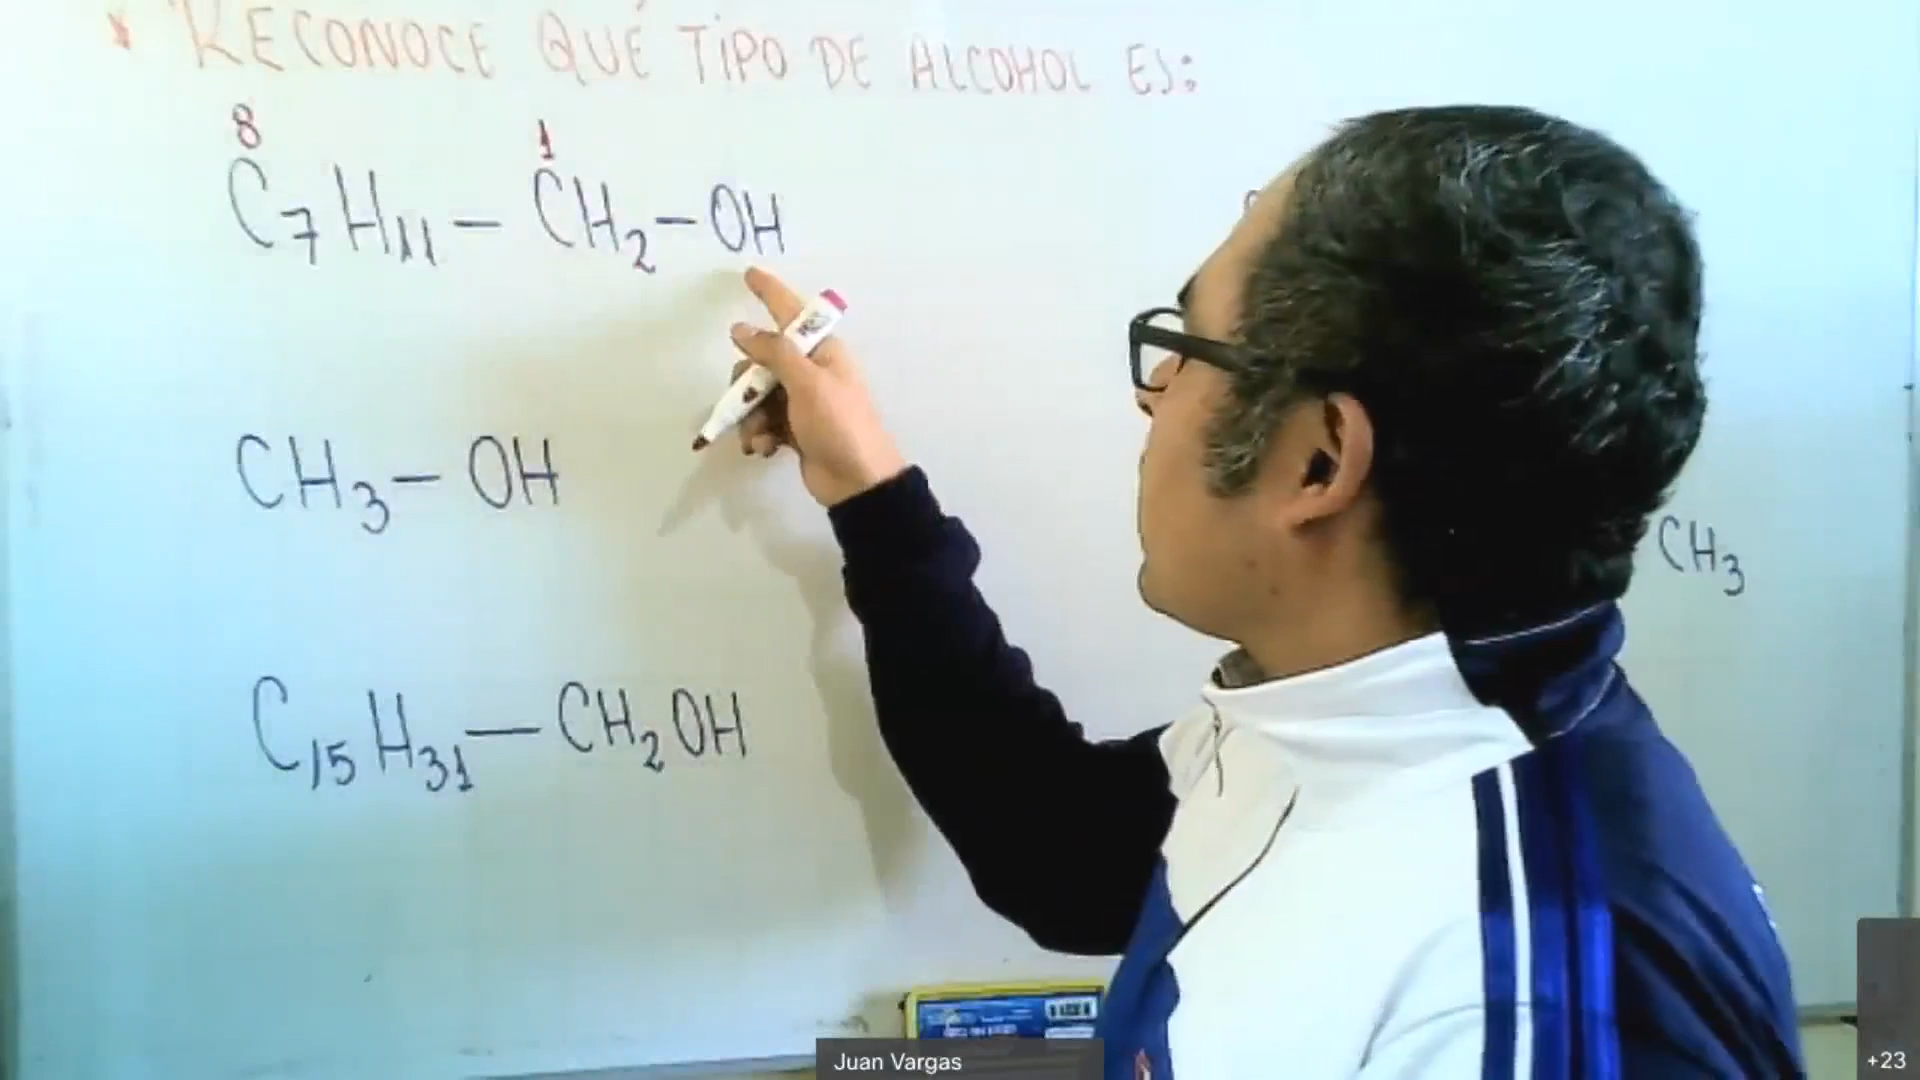 * RECONOCE QUÉ TIPO DE ALCOHOL ES:
8 1
C7H11 – CH2 – OH
CH3 – OH
CH3
C15H31 – CH2OH
Juan Vargas
+23